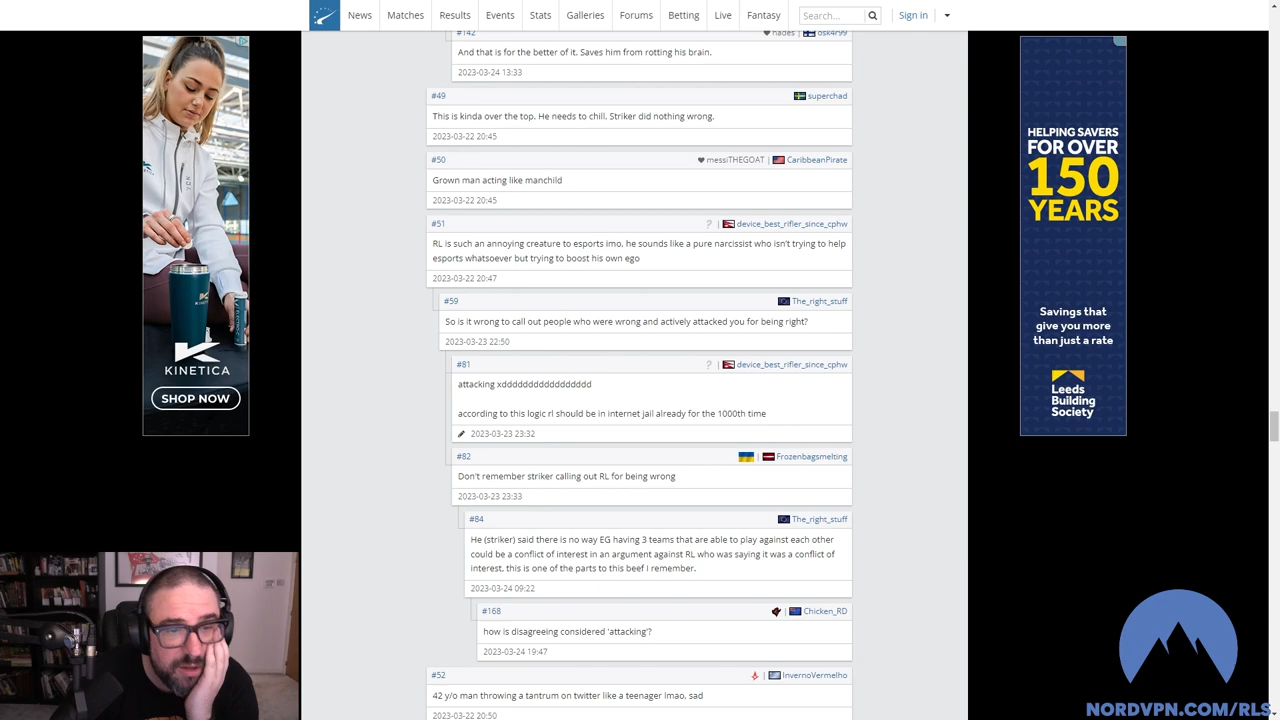 News Matches Results Events Stats Galleries Forums Betting Live Fantasy Search... Sign in
#142 hades | osk4r99
And that is for the better of it. Saves him from rotting his brain.
2023-03-24 13:33
#49 superchad
This is kinda over the top. He needs to chill. Striker did nothing wrong.
2023-03-22 20:45
#50 messiTHEGOAT | CaribbeanPirate
Grown man acting like manchild
2023-03-22 20:45
#51 ? | device_best_rifler_since_cphw
RL is such an annoying creature to esports imo, he sounds like a pure narcissist who isn't trying to help
esports whatsoever but trying to boost his own ego
2023-03-22 20:47
#59 The_right_stuff
So is it wrong to call out people who were wrong and actively attacked you for being right?
2023-03-23 22:50
#81 ? | device_best_rifler_since_cphw
attacking xdddddddddddddddddd
according to this logic rl should be in internet jail already for the 1000th time
2023-03-23 23:32
#82 | Frozenbagsmelting
Don't remember striker calling out RL for being wrong
2023-03-23 23:33
#84 The_right_stuff
He (striker) said there is no way EG having 3 teams that are able to play against each other
could be a conflict of interest in an argument against RL who was saying it was a conflict of
interest, this is one of the parts to this beef I remember.
2023-03-24 09:22
#168 | Chicken_RD
how is disagreeing considered 'attacking'?
2023-03-24 19:47
#52 | InvernoVermelho
42 y/o man throwing a tantrum on twitter like a teenager lmao, sad
2023-03-22 20:50
KINETICA
SHOP NOW
HELPING SAVERS
FOR OVER
150
YEARS
Savings that
give you more
than just a rate
Leeds
Building
Society
NORDVPN.COM/RLS